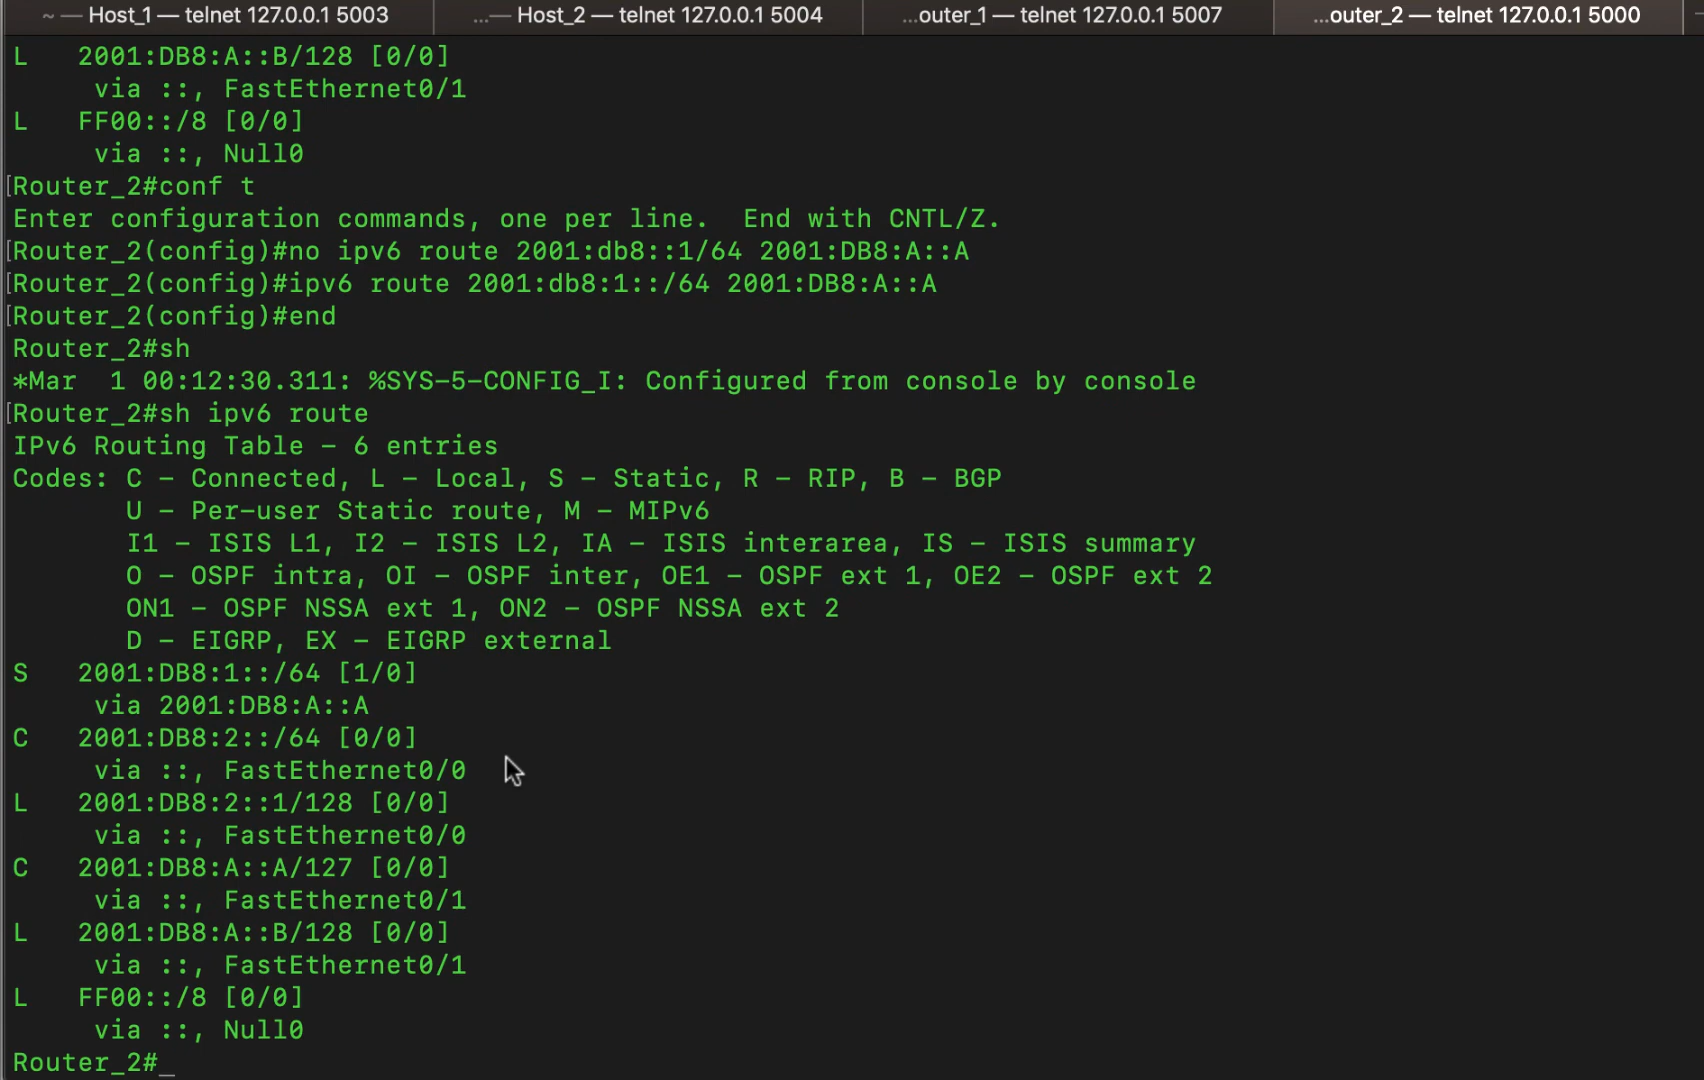 ~ — Host_1 — telnet 127.0.0.1 5003
...— Host_2 — telnet 127.0.0.1 5004
...outer_1 — telnet 127.0.0.1 5007
...outer_2 — telnet 127.0.0.1 5000
L   2001:DB8:A::B/128 [0/0]
     via ::, FastEthernet0/1
L   FF00::/8 [0/0]
     via ::, Null0
[Router_2#conf t
Enter configuration commands, one per line.  End with CNTL/Z.
[Router_2(config)#no ipv6 route 2001:db8::1/64 2001:DB8:A::A
[Router_2(config)#ipv6 route 2001:db8:1::/64 2001:DB8:A::A
[Router_2(config)#end
Router_2#sh
*Mar  1 00:12:30.311: %SYS-5-CONFIG_I: Configured from console by console
[Router_2#sh ipv6 route
IPv6 Routing Table - 6 entries
Codes: C - Connected, L - Local, S - Static, R - RIP, B - BGP
       U - Per-user Static route, M - MIPv6
       I1 - ISIS L1, I2 - ISIS L2, IA - ISIS interarea, IS - ISIS summary
       O - OSPF intra, OI - OSPF inter, OE1 - OSPF ext 1, OE2 - OSPF ext 2
       ON1 - OSPF NSSA ext 1, ON2 - OSPF NSSA ext 2
       D - EIGRP, EX - EIGRP external
S   2001:DB8:1::/64 [1/0]
     via 2001:DB8:A::A
C   2001:DB8:2::/64 [0/0]
     via ::, FastEthernet0/0
L   2001:DB8:2::1/128 [0/0]
     via ::, FastEthernet0/0
C   2001:DB8:A::A/127 [0/0]
     via ::, FastEthernet0/1
L   2001:DB8:A::B/128 [0/0]
     via ::, FastEthernet0/1
L   FF00::/8 [0/0]
     via ::, Null0
Router_2#_